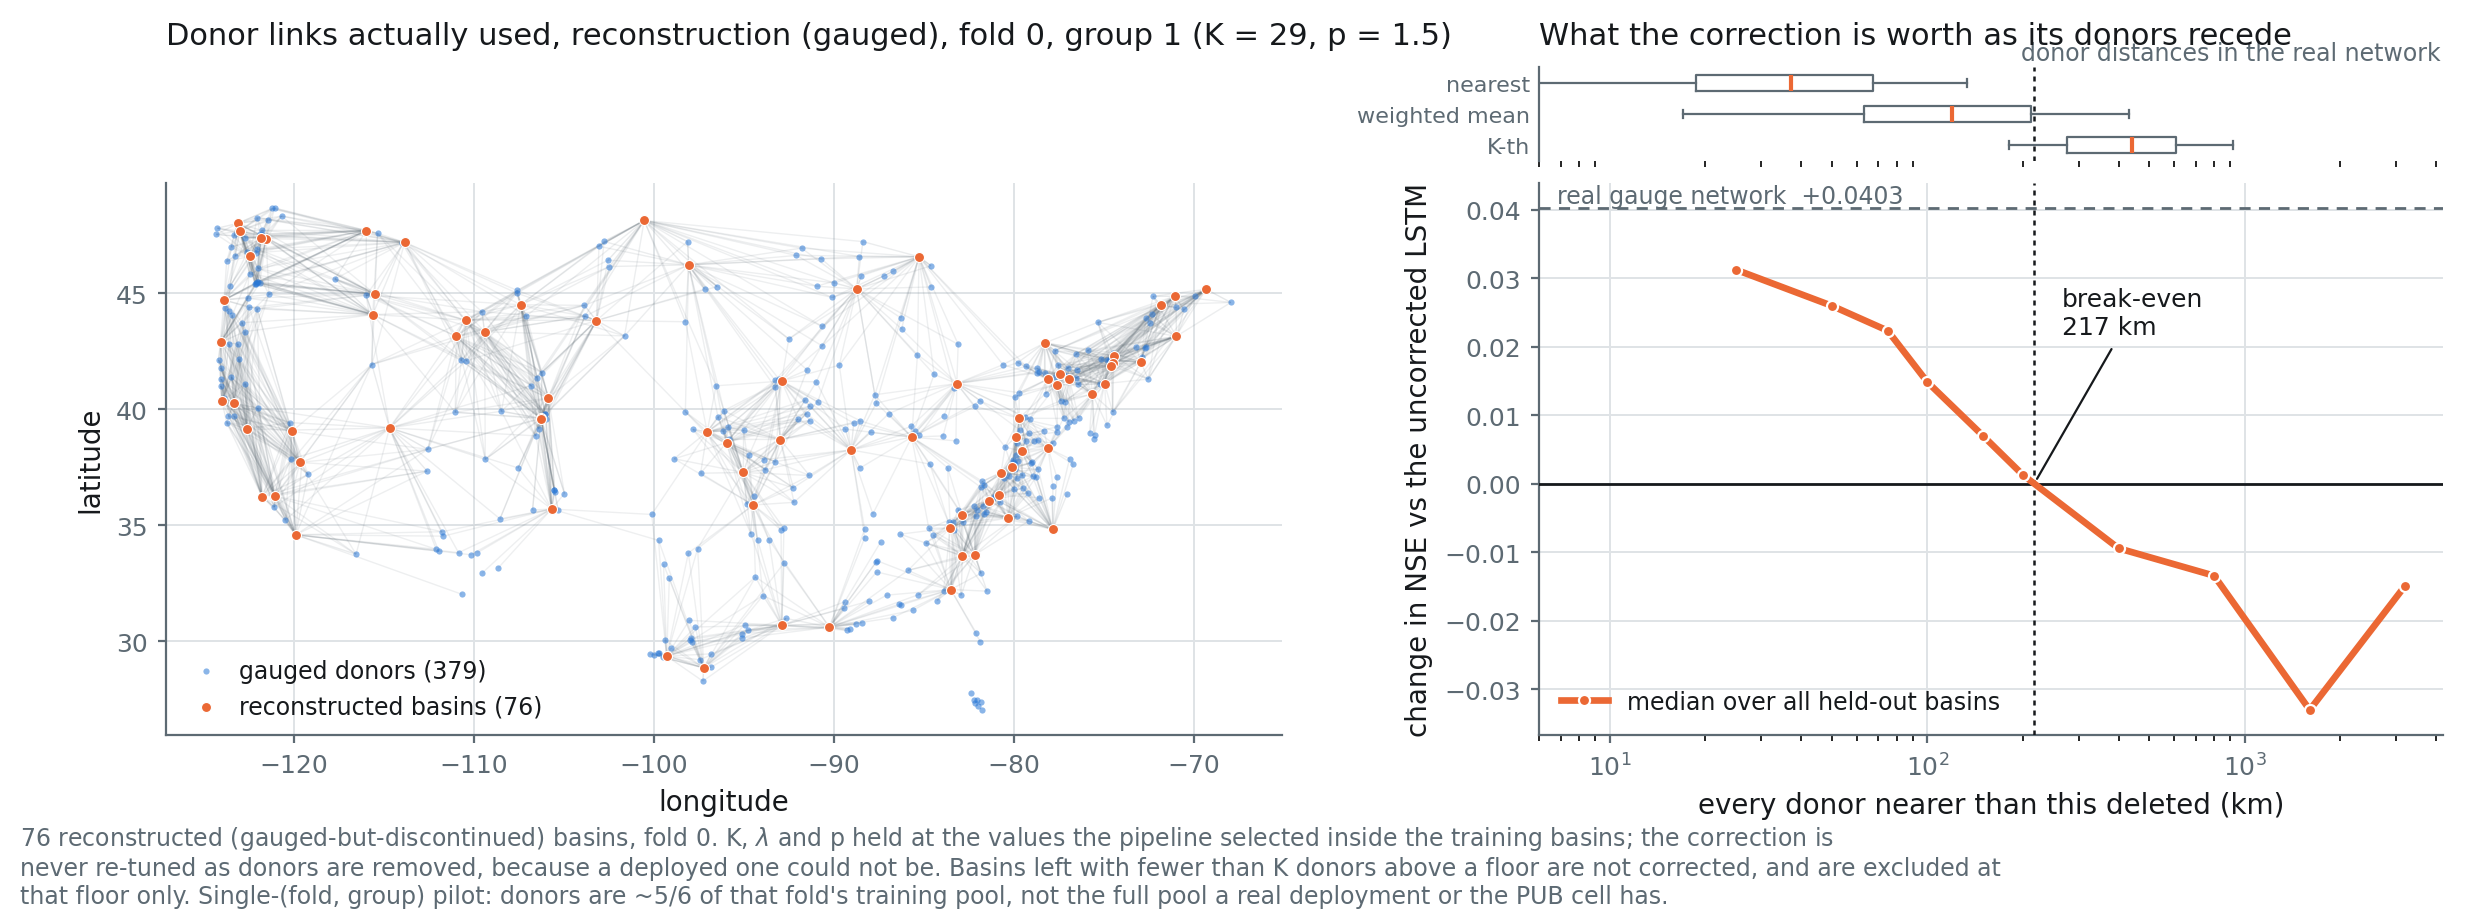 Donor links actually used, reconstruction (gauged), fold 0, group 1 (K = 29, p = 1.5)
45
40
35
30
latitude
−120
−110
−100
−90
−80
−70
longitude
gauged donors (379)
reconstructed basins (76)
What the correction is worth as its donors recede
donor distances in the real network
nearest
weighted mean
K-th
real gauge network +0.0403
0.04
0.03
0.02
0.01
0.00
−0.01
−0.02
−0.03
change in NSE vs the uncorrected LSTM
break-even
217 km
median over all held-out basins
10¹
10²
10³
every donor nearer than this deleted (km)
76 reconstructed (gauged-but-discontinued) basins, fold 0. K, λ and p held at the values the pipeline selected inside the training basins; the correction is
never re-tuned as donors are removed, because a deployed one could not be. Basins left with fewer than K donors above a floor are not corrected, and are excluded at
that floor only. Single-(fold, group) pilot: donors are ~5/6 of that fold's training pool, not the full pool a real deployment or the PUB cell has.